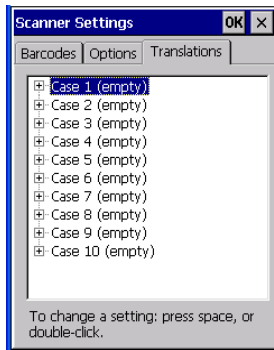 Scanner Settings OK ×
Barcodes Options Translations
Case 1 (empty)
Case 2 (empty)
Case 3 (empty)
Case 4 (empty)
Case 5 (empty)
Case 6 (empty)
Case 7 (empty)
Case 8 (empty)
Case 9 (empty)
Case 10 (empty)
To change a setting: press space, or
double-click.